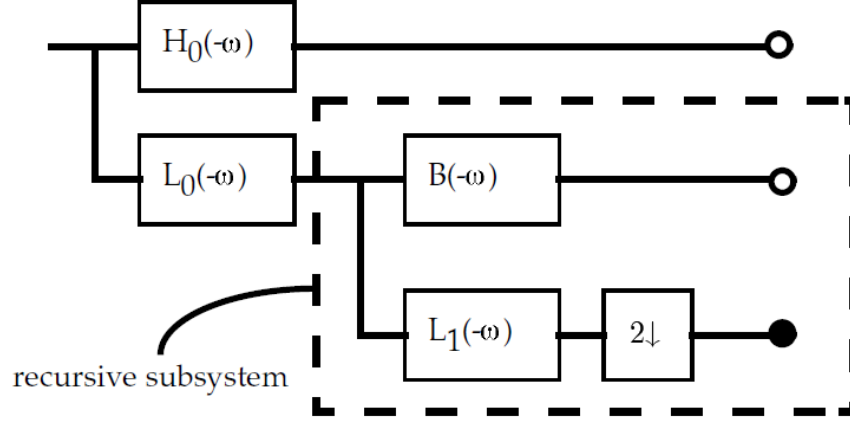 H0(-ω)
L0(-ω)
B(-ω)
L1(-ω)
2↓
recursive subsystem